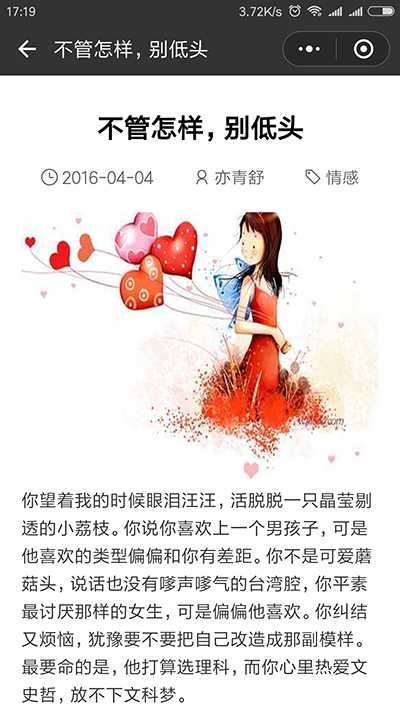 17:19 3.72K/s
不管怎样，别低头
不管怎样，别低头
2016-04-04 亦青舒 情感
你望着我的时候眼泪汪汪，活脱脱一只晶莹剔
透的小荔枝。你说你喜欢上一个男孩子，可是
他喜欢的类型偏偏和你有差距。你不是可爱蘑
菇头，说话也没有嗲声嗲气的台湾腔，你平素
最讨厌那样的女生，可是偏偏他喜欢。你纠结
又烦恼，犹豫要不要把自己改造成那副模样。
最要命的是，他打算选理科，而你心里热爱文
史哲，放不下文科梦。